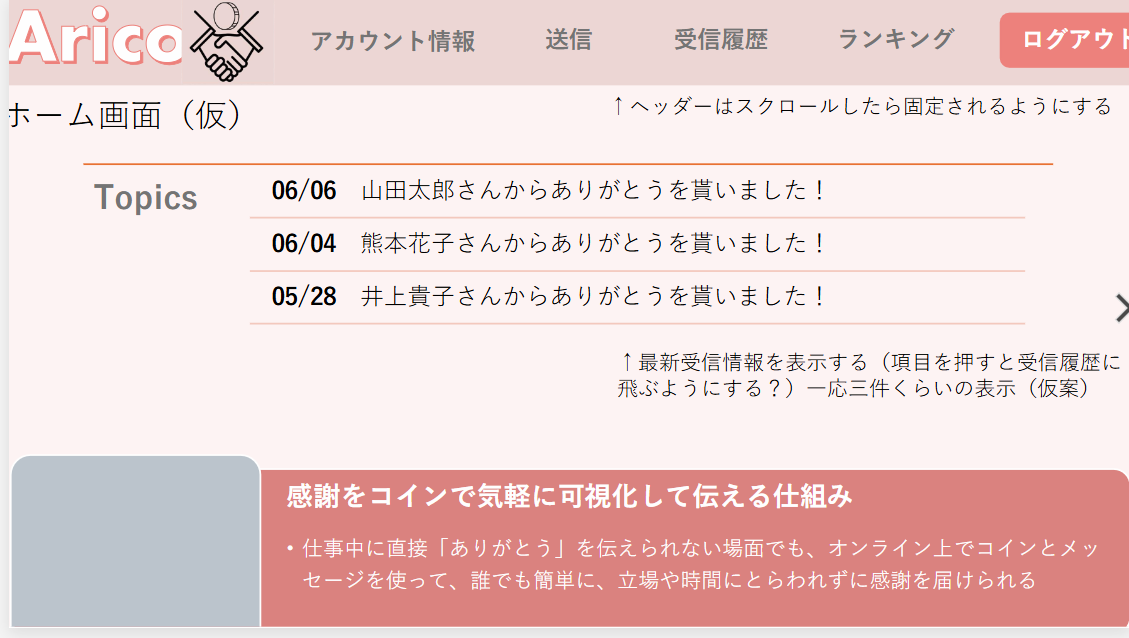 Arico
アカウント情報
送信
受信履歴
ランキング
ログアウト
ホーム画面（仮）
↑ヘッダーはスクロールしたら固定されるようにする
Topics
06/06 山田太郎さんからありがとうを貰いました！
06/04 熊本花子さんからありがとうを貰いました！
05/28 井上貴子さんからありがとうを貰いました！
↑最新受信情報を表示する（項目を押すと受信履歴に
飛ぶようにする？）一応三件くらいの表示（仮案）
感謝をコインで気軽に可視化して伝える仕組み
• 仕事中に直接「ありがとう」を伝えられない場面でも、オンライン上でコインとメッ
セージを使って、誰でも簡単に、立場や時間にとらわれずに感謝を届けられる